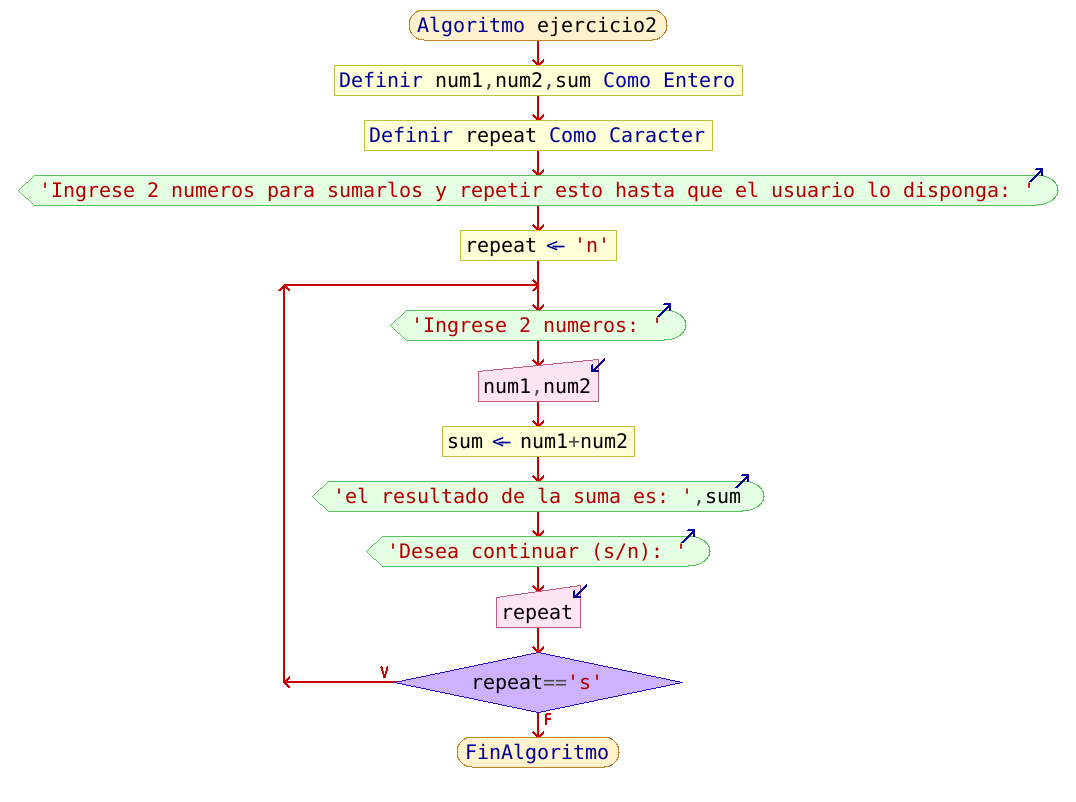 Algoritmo ejercicio2
Definir num1,num2,sum Como Entero
Definir repeat Como Caracter
'Ingrese 2 numeros para sumarlos y repetir esto hasta que el usuario lo disponga: '
repeat <- 'n'
'Ingrese 2 numeros: '
num1,num2
sum <- num1+num2
'el resultado de la suma es: ',sum
'Desea continuar (s/n): '
repeat
V
repeat=='s'
F
FinAlgoritmo